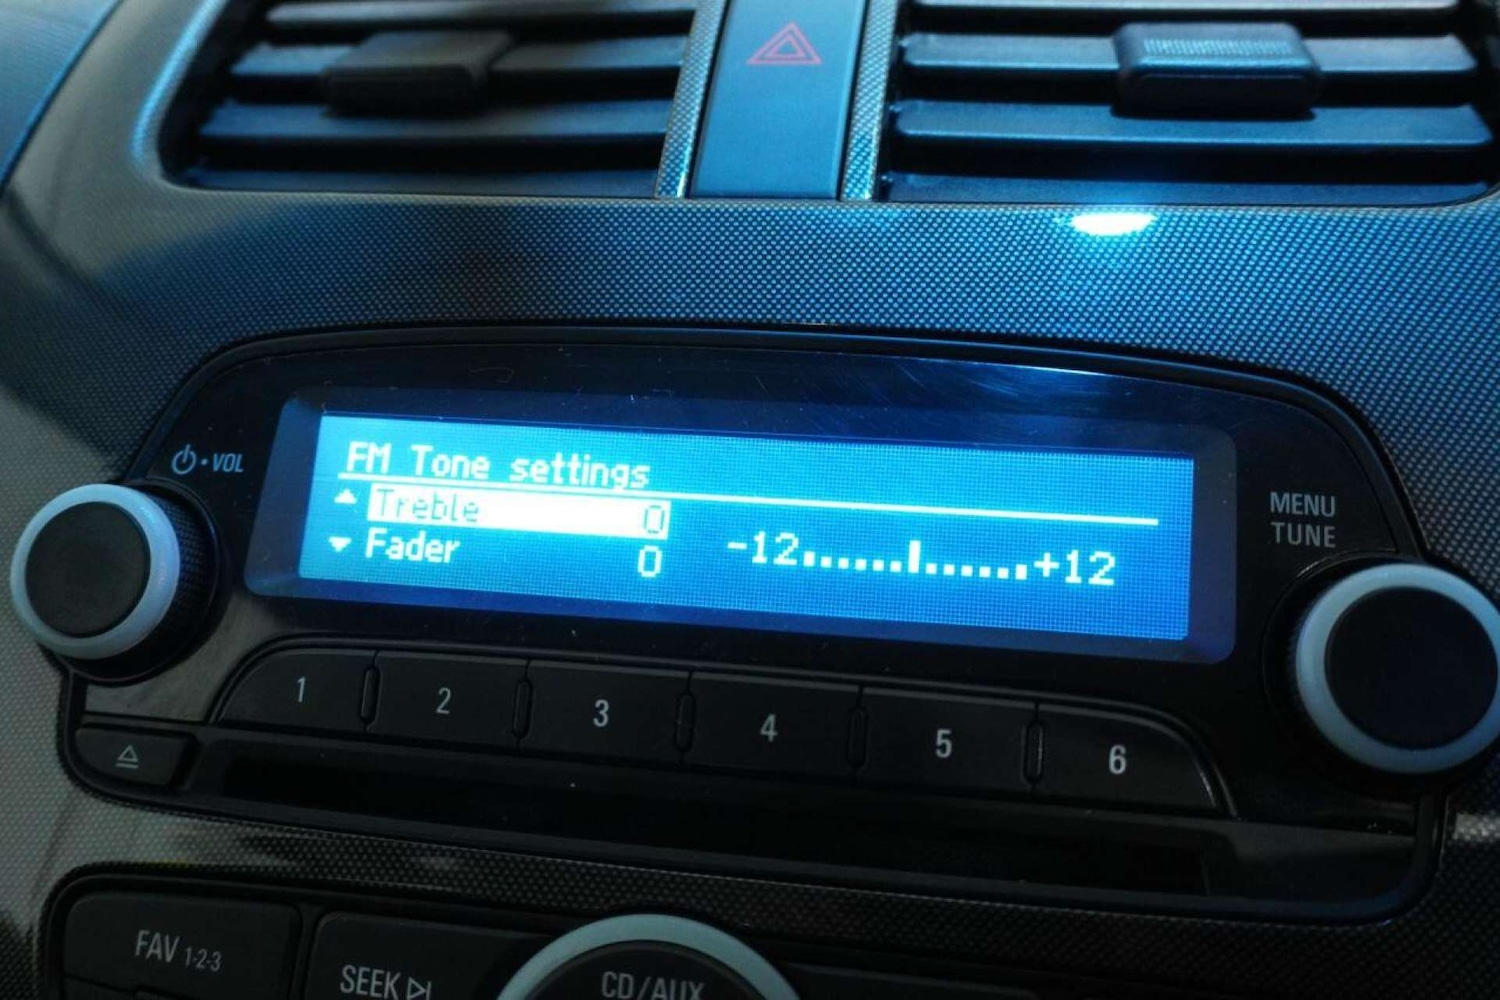 VOL
FM Tone settings
Treble 0
Fader 0
-12 +12
MENU
TUNE
1 2 3 4 5 6
FAV 1-2-3
SEEK
CD/AUX